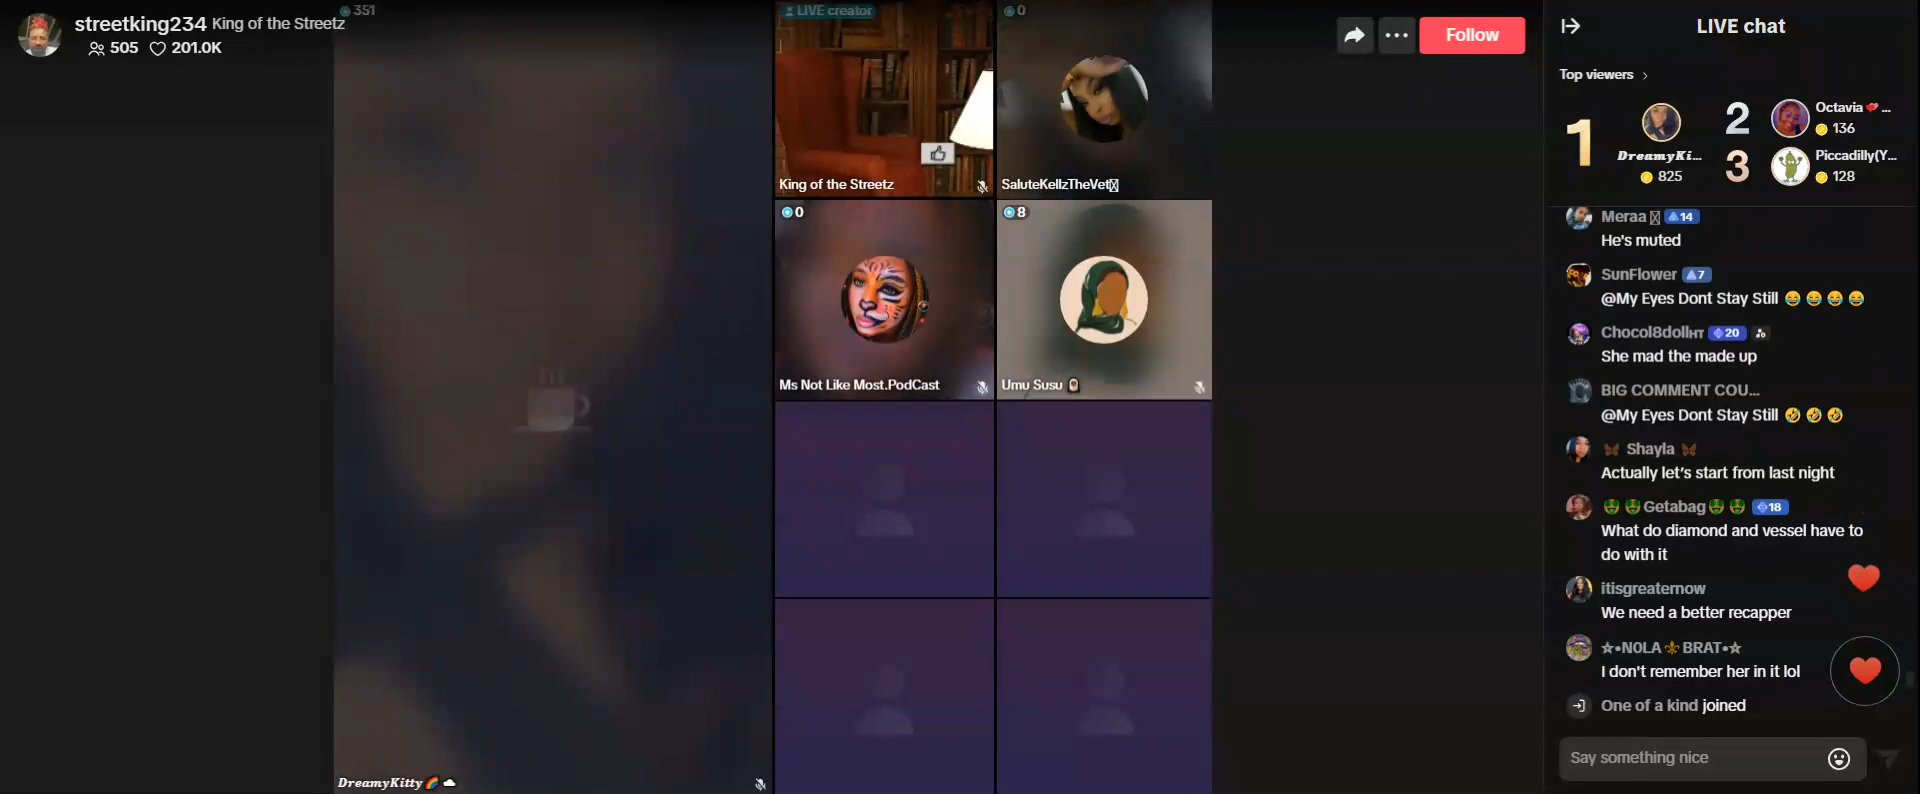 streetking234 King of the Streetz
505 201.0K
351
LIVE creator
0
Follow
King of the Streetz
SaluteKellzTheVet
0
8
Ms Not Like Most.PodCast
Umu Susu
DreamyKitty
LIVE chat
Top viewers
1
DreamyKi...
825
2
Octavia ...
136
3
Piccadilly(Y...
128
Meraa 14
He's muted
SunFlower 7
@My Eyes Dont Stay Still 😂 😂 😂 😂
Chocol8dollHT 20
She mad the made up
BIG COMMENT COU...
@My Eyes Dont Stay Still 🤣 🤣 🤣
Shayla
Actually let's start from last night
Getabag 18
What do diamond and vessel have to
do with it
itisgreaternow
We need a better recapper
☆•NOLA ⚜ BRAT•☆
I don't remember her in it lol
One of a kind joined
Say something nice